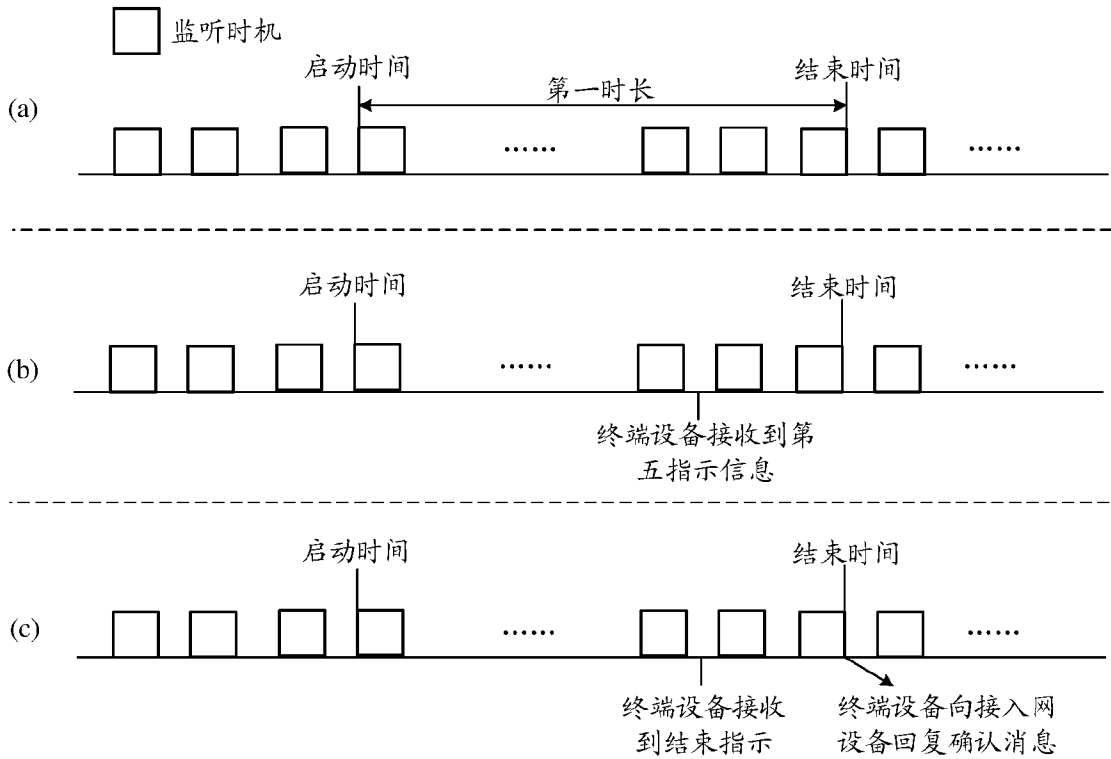 监听时机
启动时间
结束时间
第一时长
(a)
……
……
启动时间
结束时间
(b)
……
……
终端设备接收到第
五指示信息
启动时间
结束时间
(c)
……
……
终端设备接收
到结束指示
终端设备向接入网
设备回复确认消息